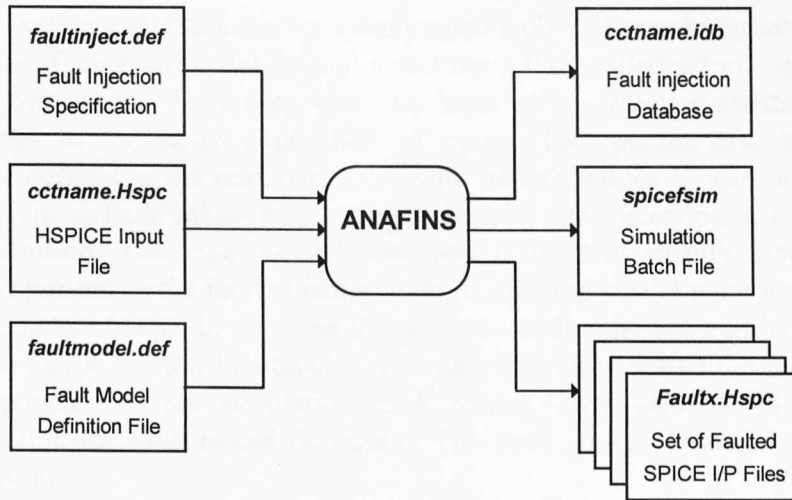 faultinject.def
Fault Injection
Specification
cctname.Hspc
HSPICE Input
File
faultmodel.def
Fault Model
Definition File
ANAFINS
cctname.idb
Fault injection
Database
spicefsim
Simulation
Batch File
Faultx.Hspc
Set of Faulted
SPICE I/P Files